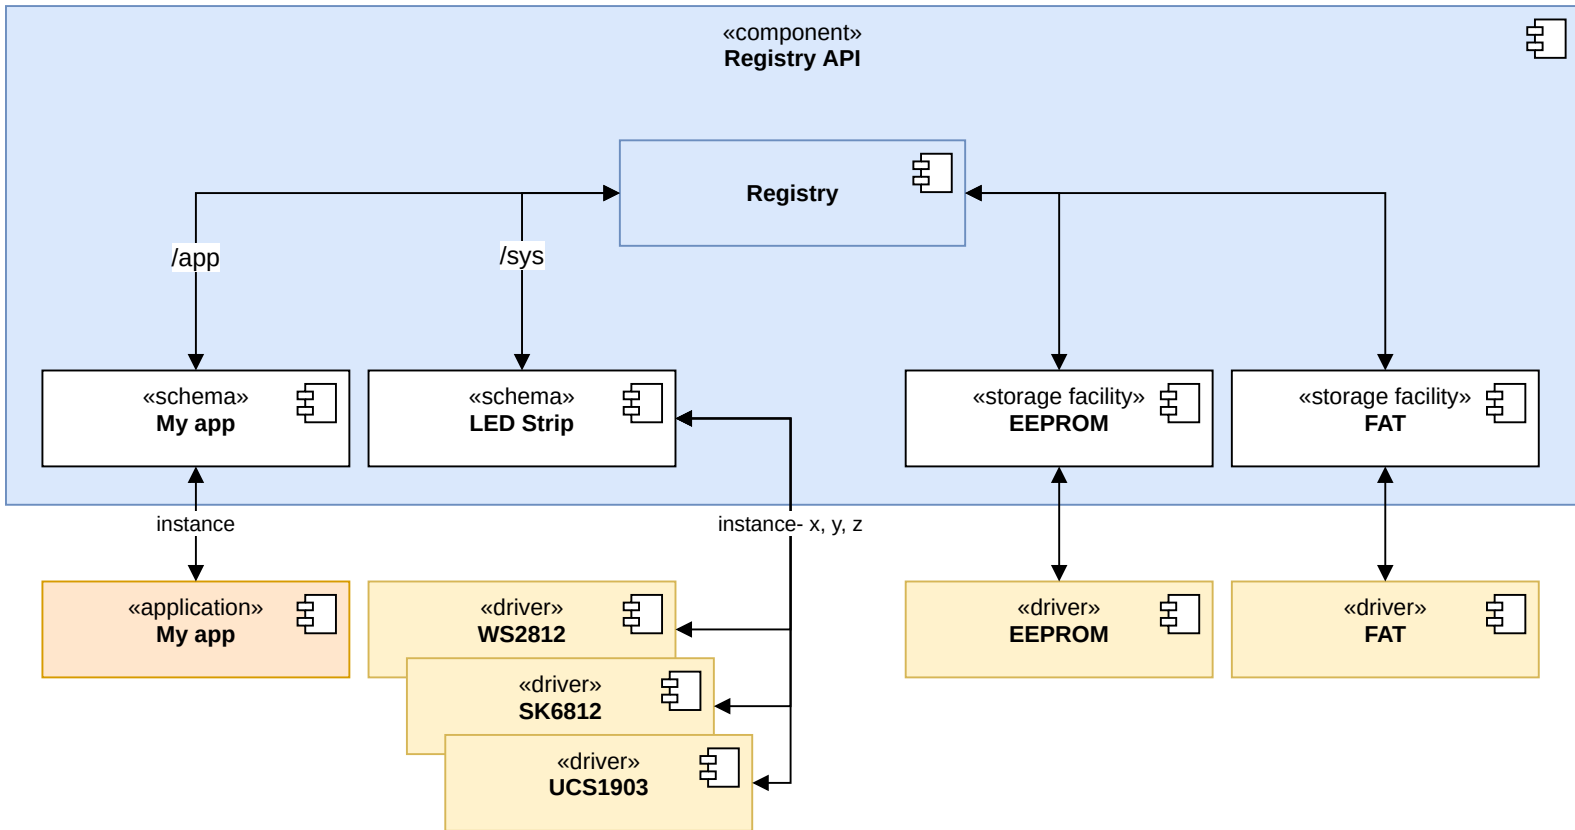 «component»
Registry API
Registry
/app
/sys
«schema»
My app
«schema»
LED Strip
«storage facility»
EEPROM
«storage facility»
FAT
instance
instance- x, y, z
«application»
My app
«driver»
WS2812
«driver»
SK6812
«driver»
UCS1903
«driver»
EEPROM
«driver»
FAT